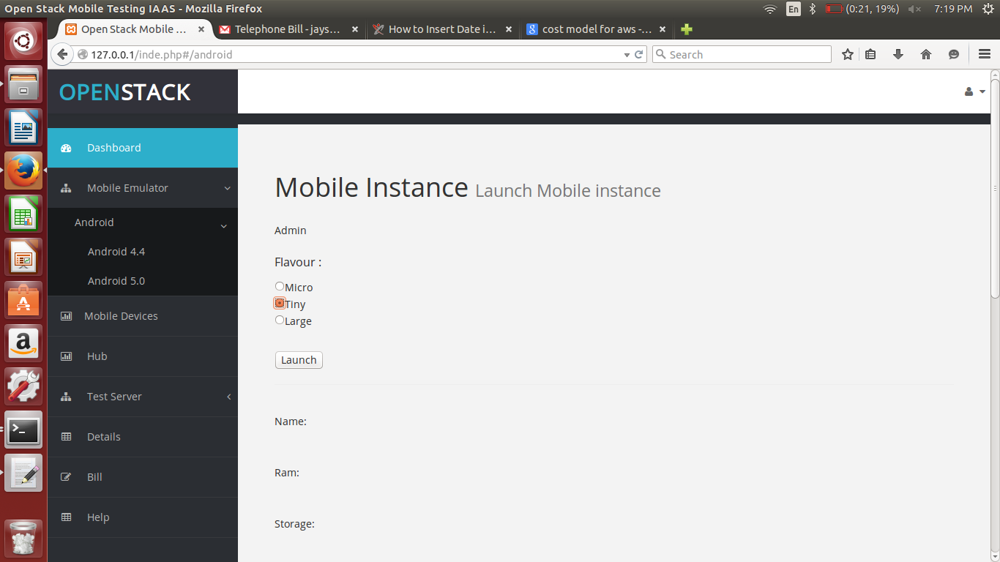 Open Stack Mobile Testing IAAS - Mozilla Firefox
En
(0:21, 19%)
7:19 PM
Open Stack Mobile ...
Telephone Bill - jays...
How to Insert Date i...
cost model for aws -...
127.0.0.1/inde.php#/android
Search
OPENSTACK
Dashboard
Mobile Emulator
Android
Android 4.4
Android 5.0
Mobile Devices
Hub
Test Server
Details
Bill
Help
Mobile Instance Launch Mobile instance
Admin
Flavour :
Micro
Tiny
Large
Launch
Name:
Ram:
Storage: